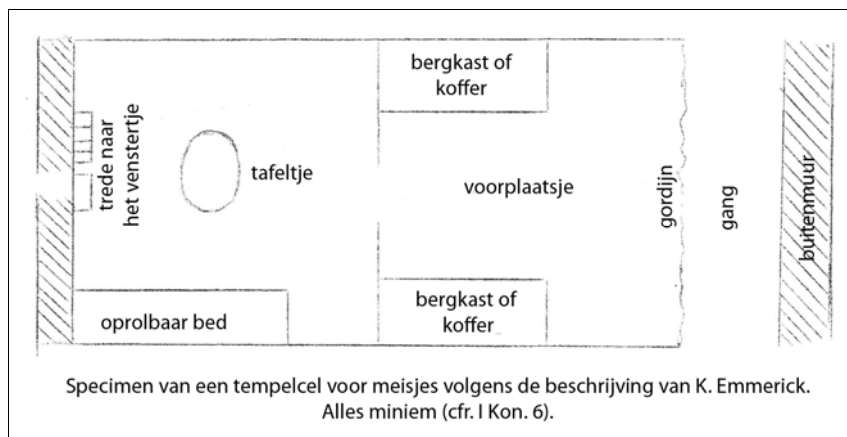 bergkast of
koffer
trede naar
het venstertje
tafeltje
voorplaatsje
gordijn
gang
buitenmuur
oprolbaar bed
bergkast of
koffer
Specimen van een tempelcel voor meisjes volgens de beschrijving van K. Emmerick.
Alles miniem (cfr. I Kon. 6).